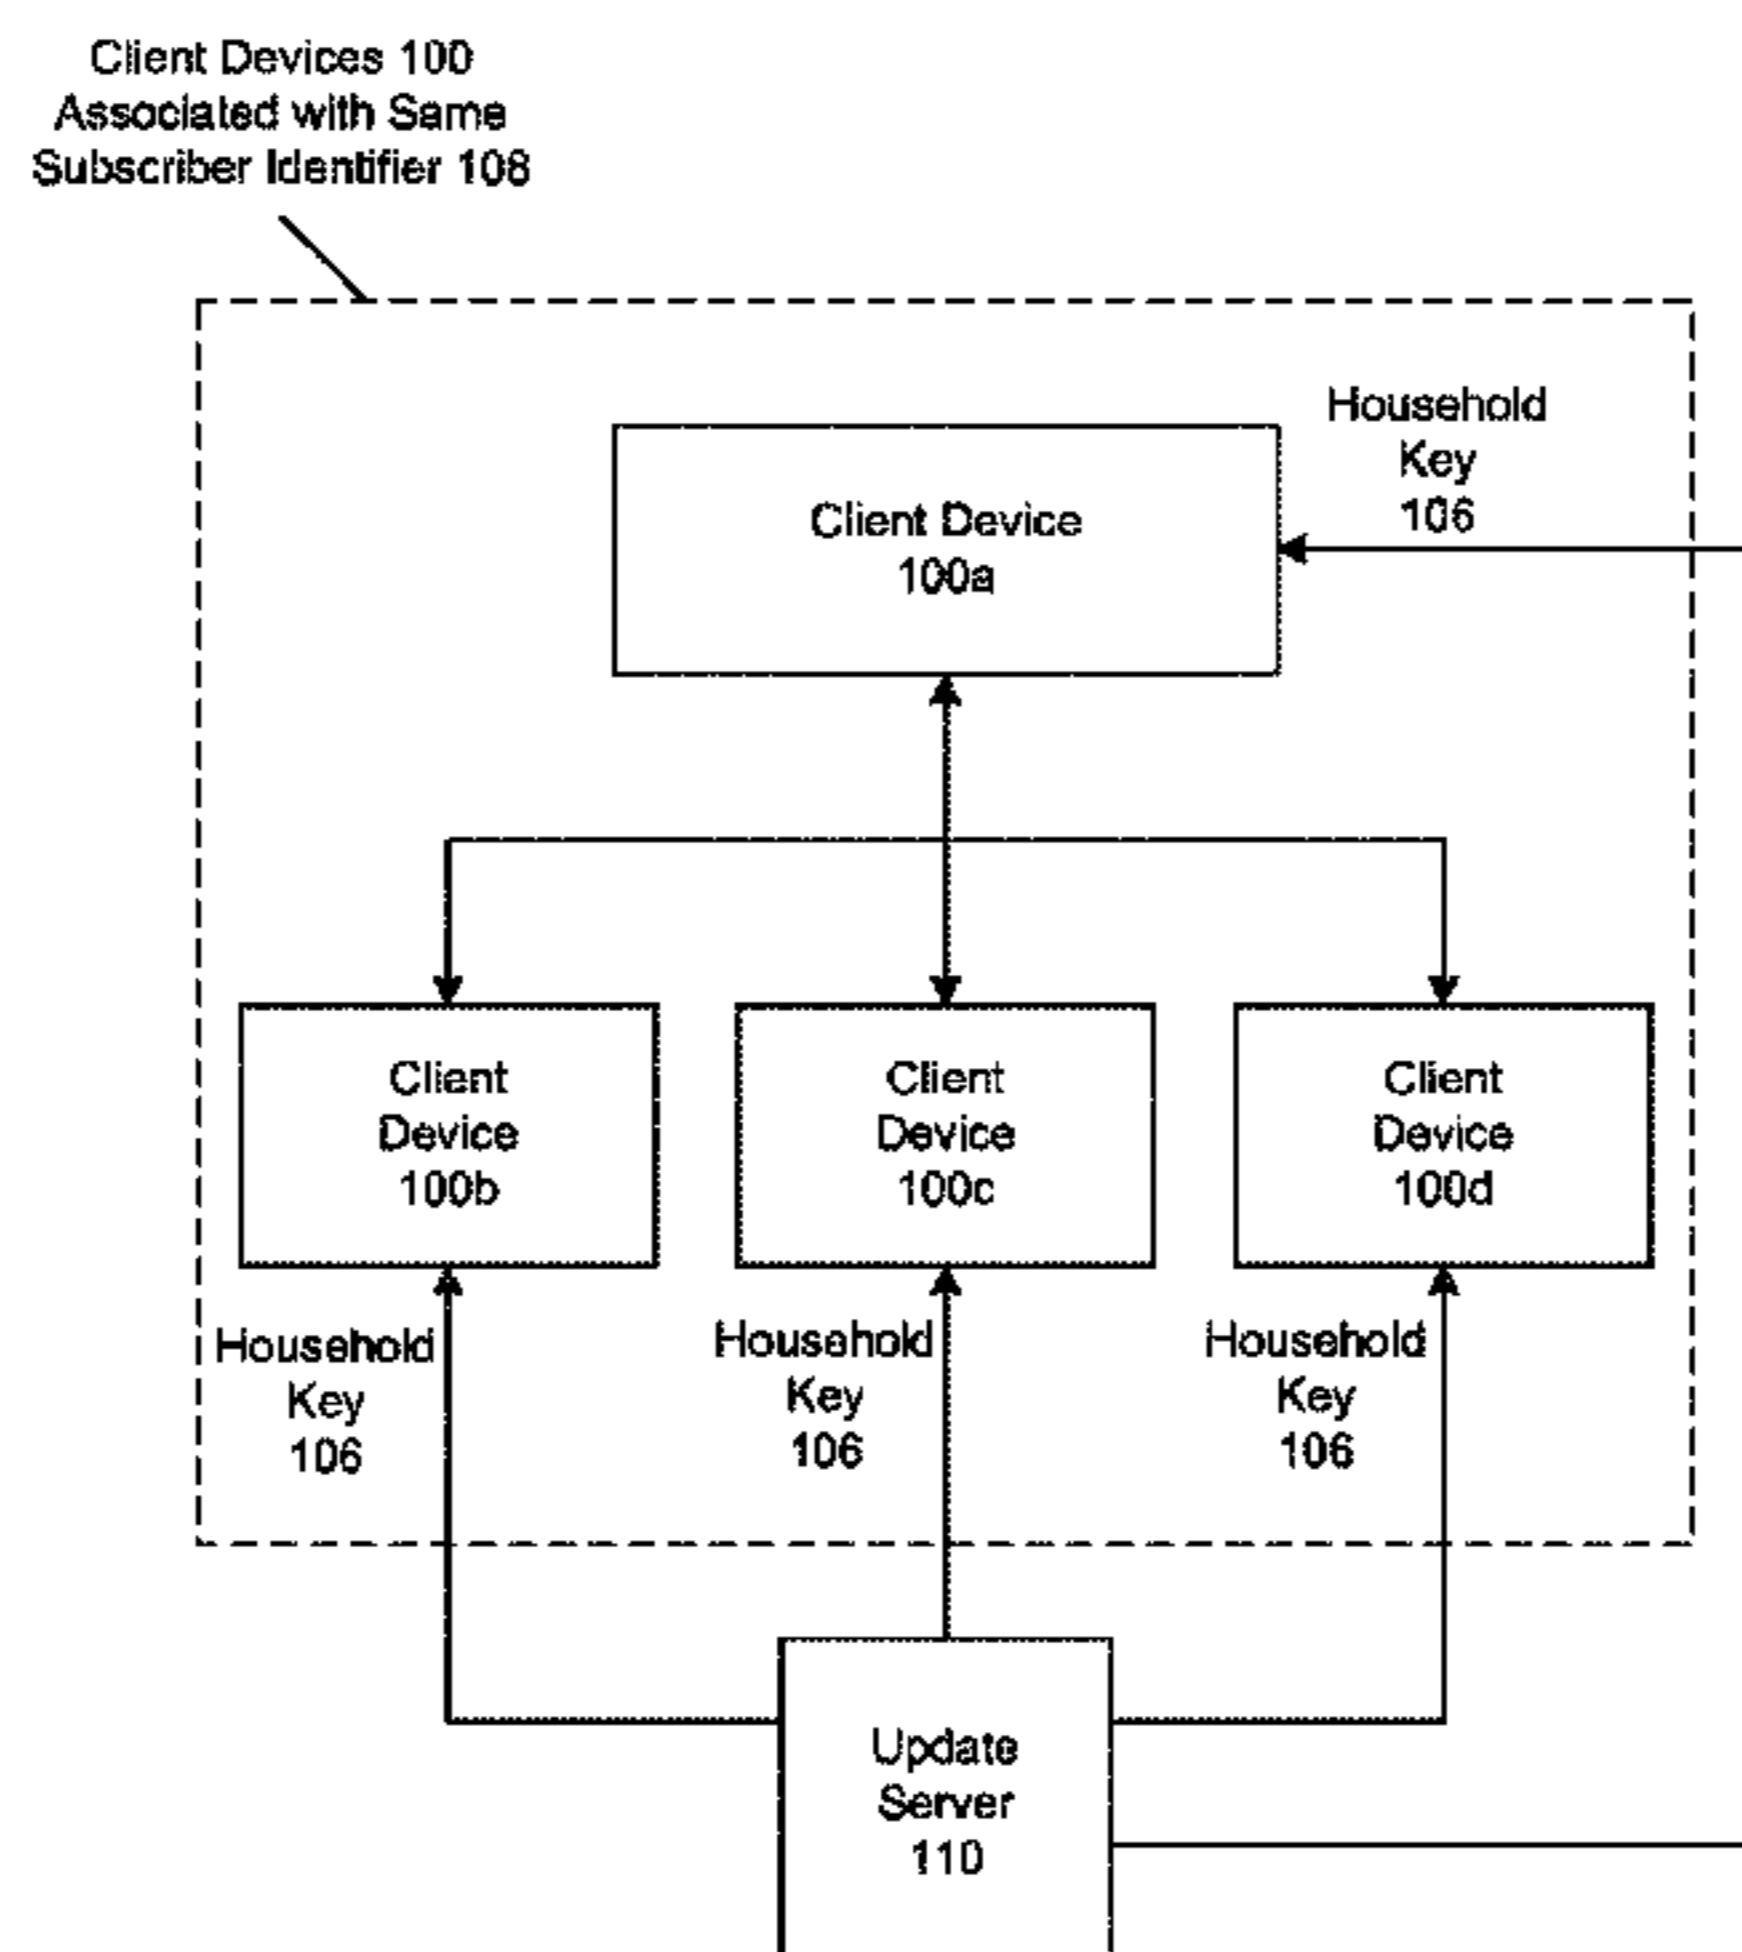 Client Devices 100
Associated with Same
Subscriber Identifier 108
Household
Key
106
Client Device
100a
Client
Device
100b
Client
Device
100c
Client
Device
100d
Household
Key
106
Household
Key
106
Household
Key
106
Update
Server
110